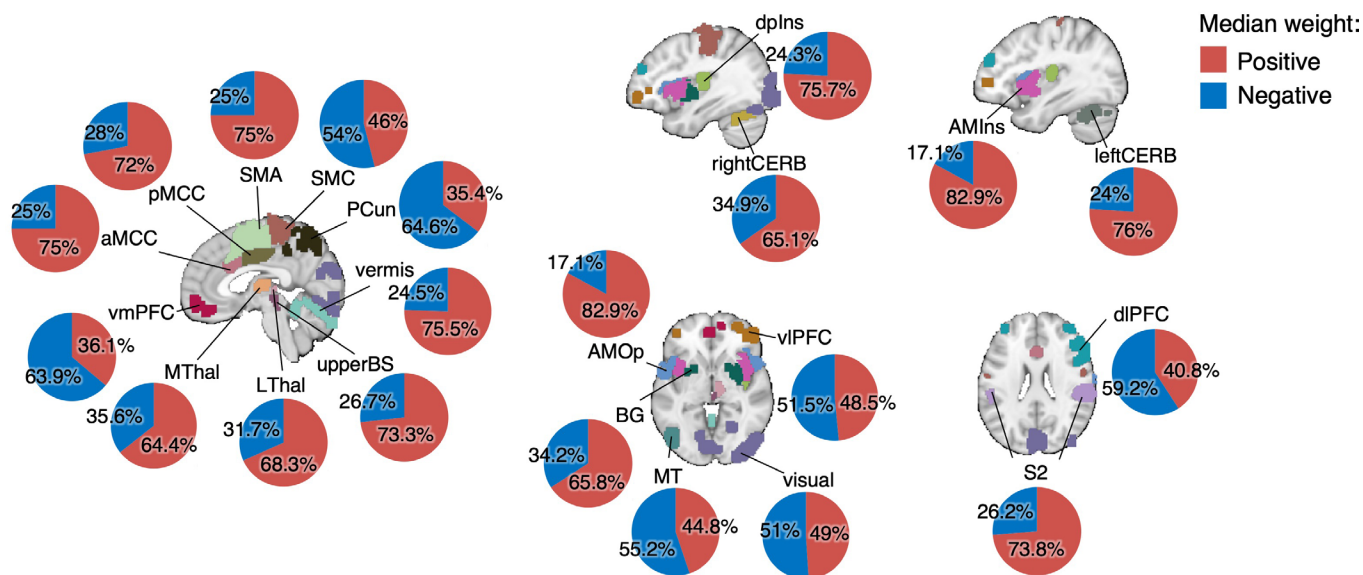 Median weight:
Positive
Negative
dpIns
24.3%
75.7%
AMIns
17.1%
82.9%
leftCERB
24%
76%
rightCERB
34.9%
65.1%
25%
75%
SMA
54%
46%
SMC
28%
72%
pMCC
35.4%
64.6%
PCun
25%
75%
aMCC
vermis
24.5%
75.5%
vmPFC
36.1%
63.9%
MThal
35.6%
64.4%
LThal
31.7%
68.3%
upperBS
26.7%
73.3%
17.1%
82.9%
AMOp
vlPFC
51.5%
48.5%
BG
34.2%
65.8%
MT
44.8%
55.2%
visual
51%
49%
dlPFC
40.8%
59.2%
S2
26.2%
73.8%